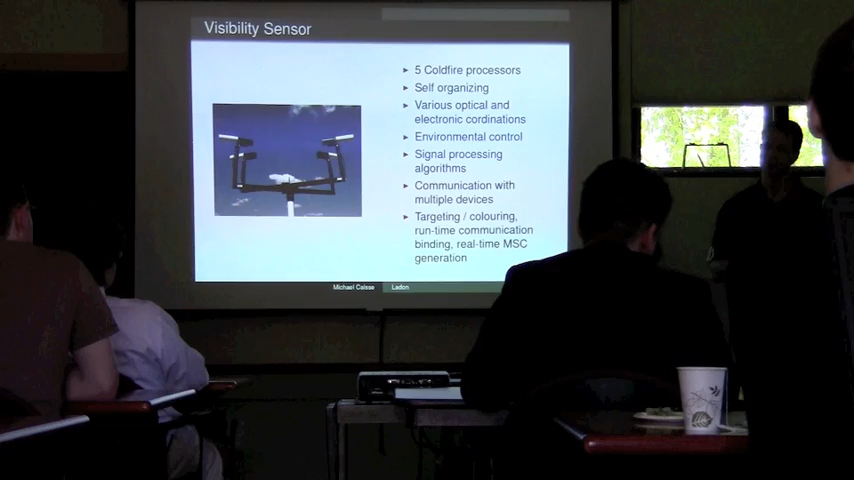 Visibility Sensor
▸ 5 Coldfire processors
▸ Self organizing
▸ Various optical and
electronic cordinations
▸ Environmental control
▸ Signal processing
algorithms
▸ Communication with
multiple devices
▸ Targeting / colouring,
run-time communication
binding, real-time MSC
generation
Michael Caisse Ladon